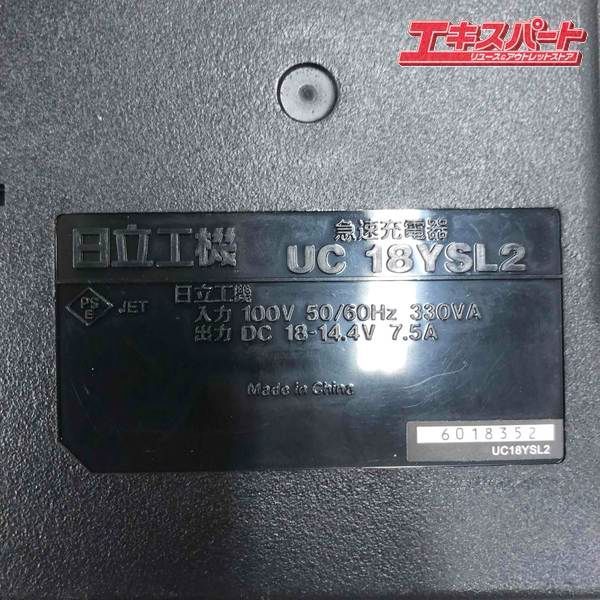 エキスパート
リユース&アウトレットストア
日立工機
急速充電器
UC 18YSL2
PS
E
JET
日立工機
入力 100V 50/60Hz 330VA
出力 DC 18-14.4V 7.5A
Made in China
6018352
UC18YSL2